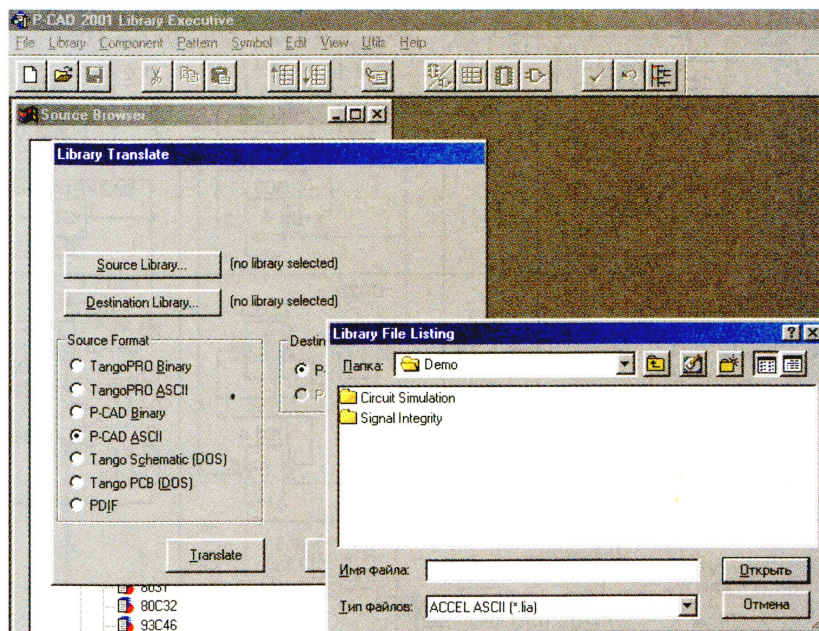 P-CAD 2001 Library Executive
File Library Component Pattern Symbol Edit View Utils Help
Source Browser
Library Translate
Source Library... (no library selected)
Destination Library... (no library selected)
Source Format
TangoPRO Binary
TangoPRO ASCII
P-CAD Binary
P-CAD ASCII
Tango Schematic (DOS)
Tango PCB (DOS)
PDIF
Destin
P-
P-
Translate
8031
80C32
93C46
Library File Listing
Папка: Demo
Circuit Simulation
Signal Integrity
Имя файла: Открыть
Тип файлов: ACCEL ASCII (*.lia) Отмена